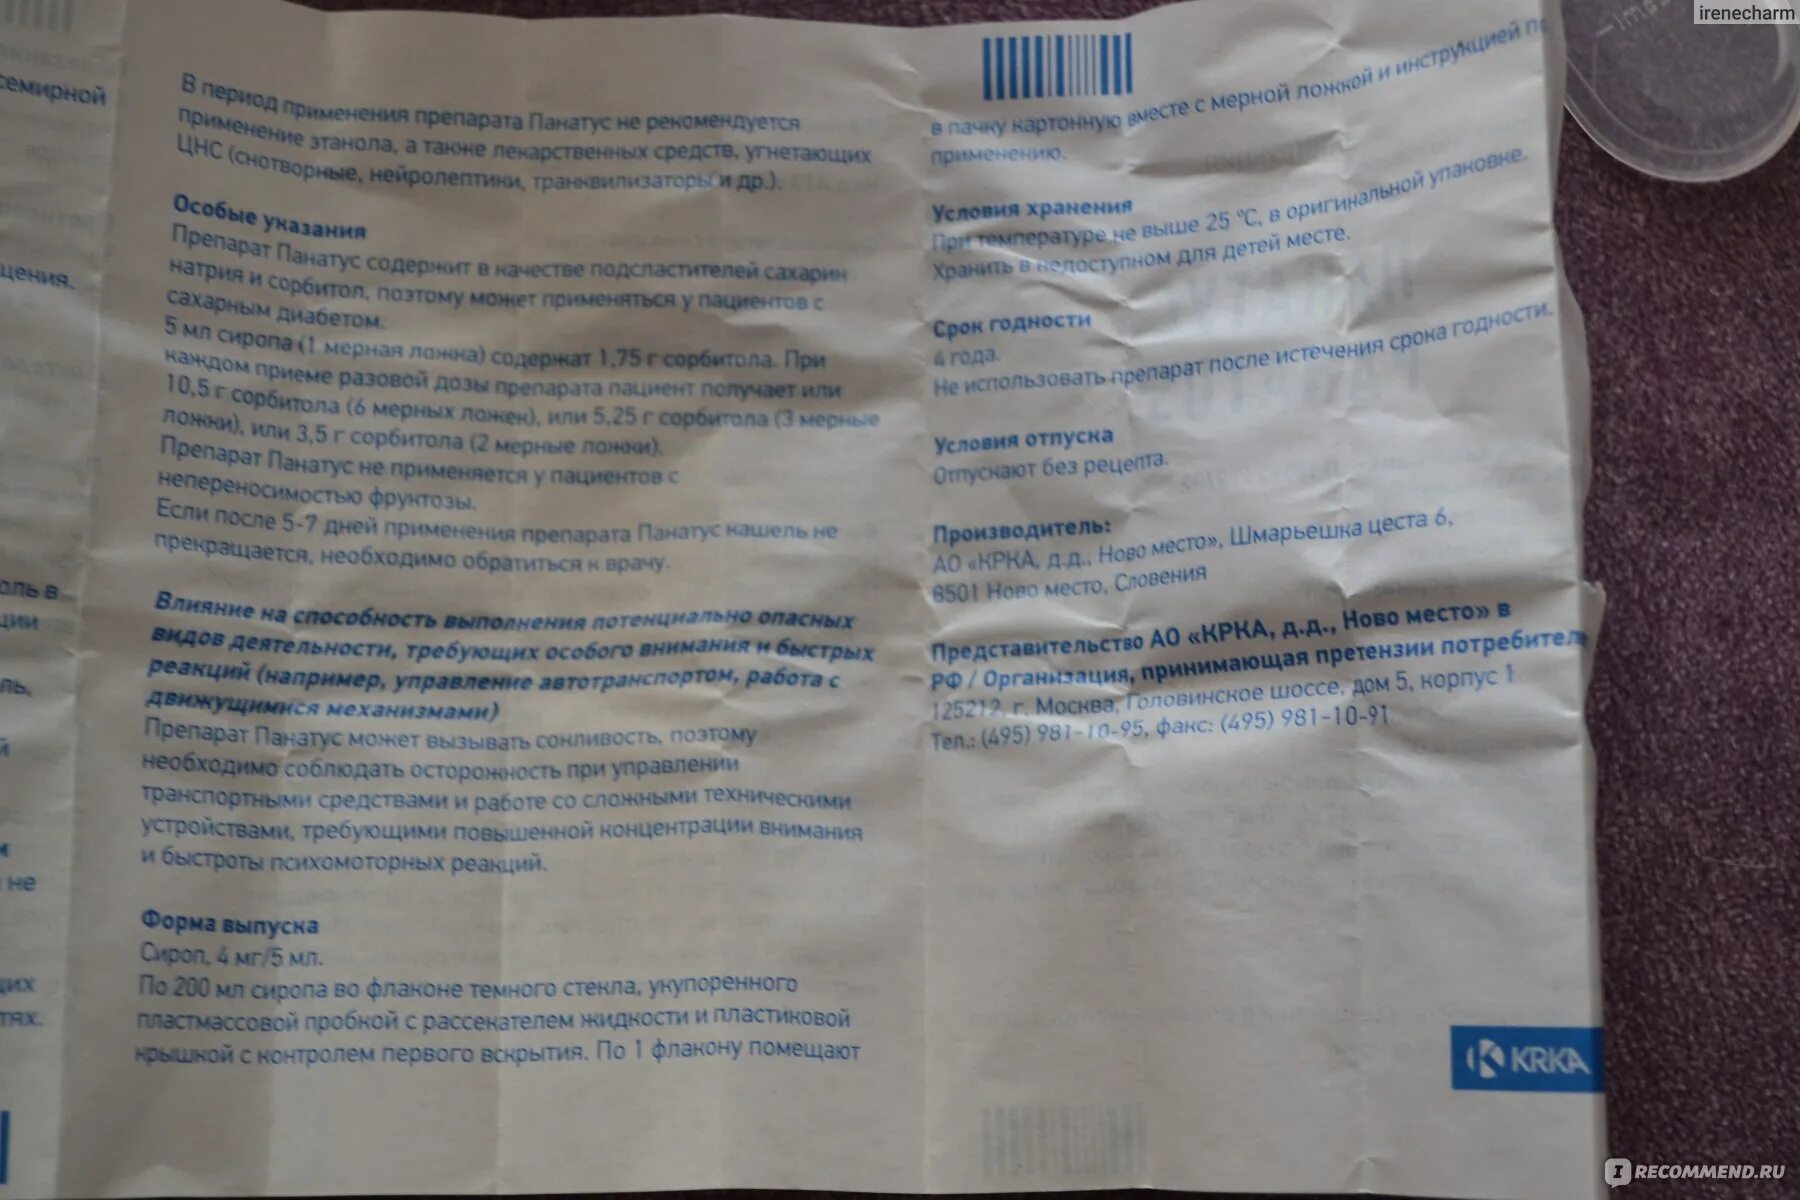 irenecharm
семирной
щения.
В период применения препарата Панатус не рекомендуется
применение этанола, а также лекарственных средств, угнетающих
ЦНС (снотворные, нейролептики, транквилизаторы и др.).
Особые указания
Препарат Панатус содержит в качестве подсластителей сахарин
натрия и сорбитол, поэтому может применяться у пациентов с
сахарным диабетом.
5 мл сиропа (1 мерная ложка) содержат 1,75 г сорбитола. При
каждом приеме разовой дозы препарата пациент получает или
10,5 г сорбитола (6 мерных ложек), или 5,25 г сорбитола (3 мерные
ложки), или 3,5 г сорбитола (2 мерные ложки).
Препарат Панатус не применяется у пациентов с
непереносимостью фруктозы.
Если после 5-7 дней применения препарата Панатус кашель не
прекращается, необходимо обратиться к врачу.
Влияние на способность выполнения потенциально опасных
видов деятельности, требующих особого внимания и быстрых
реакций (например, управление автотранспортом, работа с
движущимися механизмами)
Препарат Панатус может вызывать сонливость, поэтому
необходимо соблюдать осторожность при управлении
транспортными средствами и работе со сложными техническими
устройствами, требующими повышенной концентрации внимания
и быстроты психомоторных реакций.
Форма выпуска
Сироп, 4 мг/5 мл.
По 200 мл сиропа во флаконе темного стекла, укупоренного
пластмассовой пробкой с рассекателем жидкости и пластиковой
крышкой с контролем первого вскрытия. По 1 флакону помещают
в пачку картонную вместе с мерной ложкой и инструкцией по
применению.
Условия хранения
При температуре не выше 25 °С, в оригинальной упаковке.
Хранить в недоступном для детей месте.
Срок годности
4 года.
Не использовать препарат после истечения срока годности.
Условия отпуска
Отпускают без рецепта.
Производитель:
АО «КРКА, д.д., Ново место», Шмарьешка цеста 6,
8501 Ново место, Словения
Представительство АО «КРКА, д.д., Ново место» в
РФ / Организация, принимающая претензии потребителе
125212, г. Москва, Головинское шоссе, дом 5, корпус 1
Тел.: (495) 981-10-95, факс: (495) 981-10-91
KRKA
RECOMMEND.RU